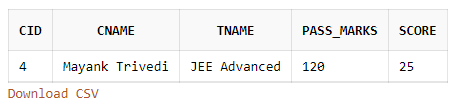 CID CNAME TNAME PASS_MARKS SCORE
4 Mayank Trivedi JEE Advanced 120 25
Download CSV